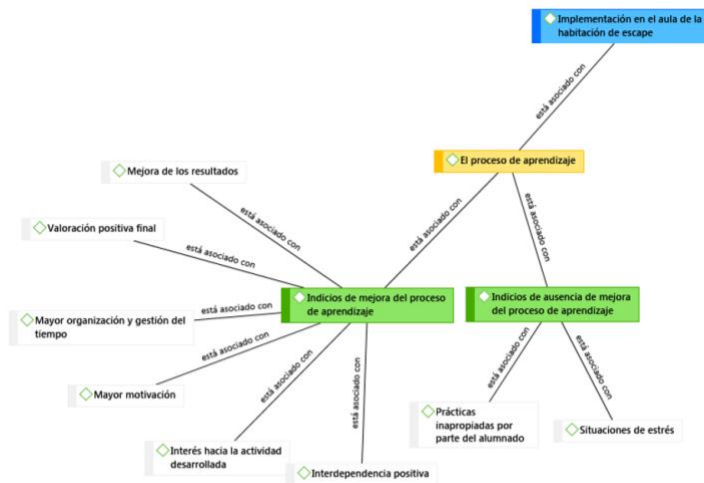 Implementación en el aula de la
habitación de escape
está asociado con
El proceso de aprendizaje
Mejora de los resultados
está asociado con
está asociado con
está asociado con
Valoración positiva final
está asociado con
Indicios de mejora del proceso
de aprendizaje
Indicios de ausencia de mejora
del proceso de aprendizaje
está asociado con
Mayor organización y gestión del
tiempo
está asociado con
está asociado con
está asociado con
está asociado con
está asociado con
Mayor motivación
Prácticas
inapropiadas por
parte del alumnado
Situaciones de estrés
Interés hacia la actividad
desarrollada
Interdependencia positiva